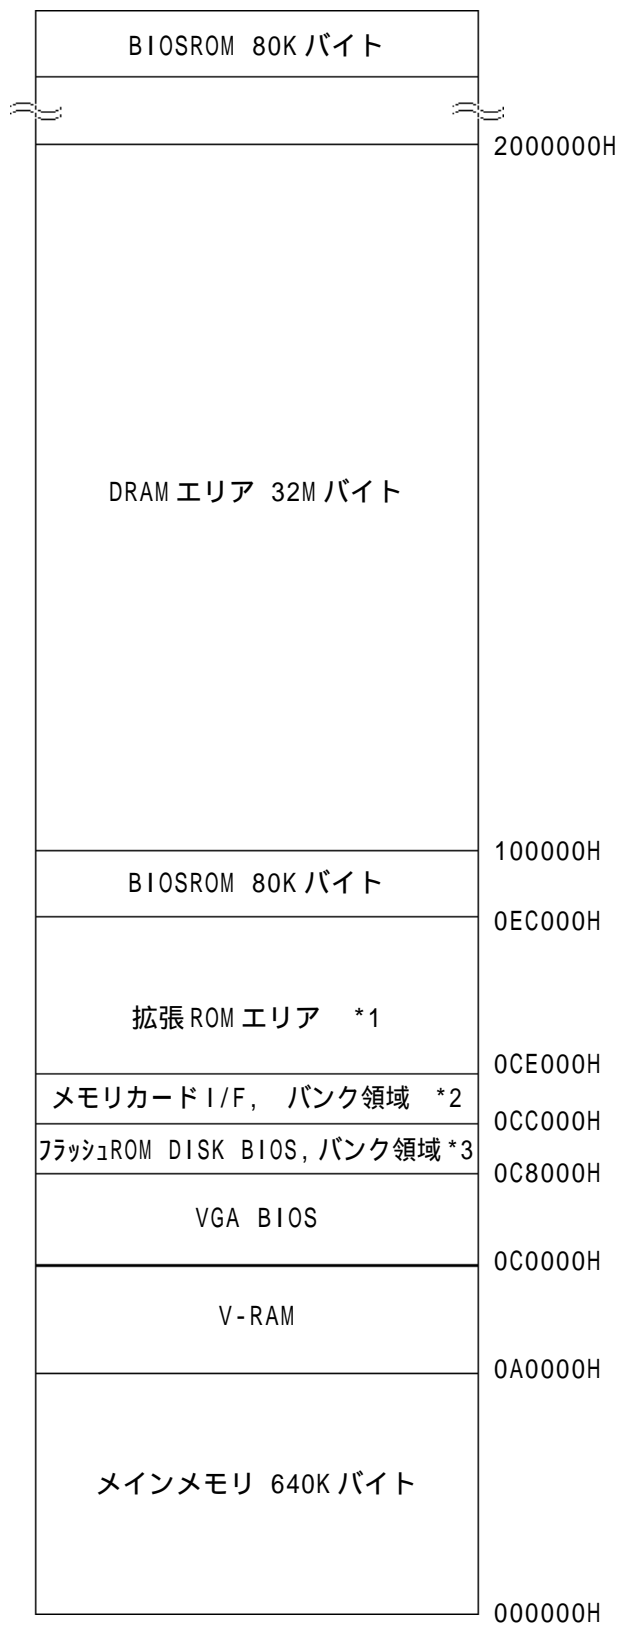 BIOSROM 80Kバイト
2000000H
DRAMエリア 32Mバイト
100000H
BIOSROM 80Kバイト
0EC000H
拡張ROMエリア *1
0CE000H
メモリカードI/F, バンク領域 *2
0CC000H
フラッシュROM DISK BIOS,バンク領域*3
0C8000H
VGA BIOS
0C0000H
V-RAM
0A0000H
メインメモリ 640Kバイト
000000H